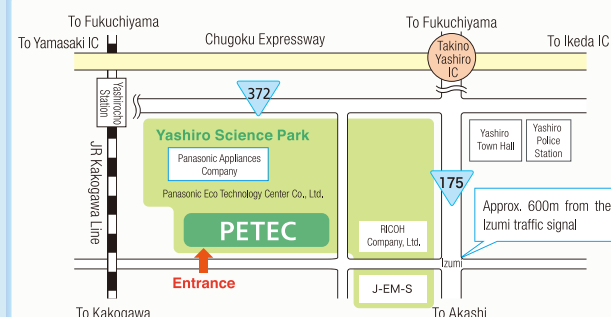 To Fukuchiyama
To Fukuchiyama
To Yamasaki IC
Chugoku Expressway
Takino
Yashiro
IC
To Ikeda IC
Yashirocho
Station
372
Yashiro Science Park
Panasonic Appliances
Company
Panasonic Eco Technology Center Co., Ltd.
Yashiro
Town Hall
Yashiro
Police
Station
JR Kakogawa Line
175
PETEC
RICOH
Company, Ltd.
Approx. 600m from the
Izumi traffic signal
Izumi
Entrance
J-EM-S
To Kakogawa
To Akashi